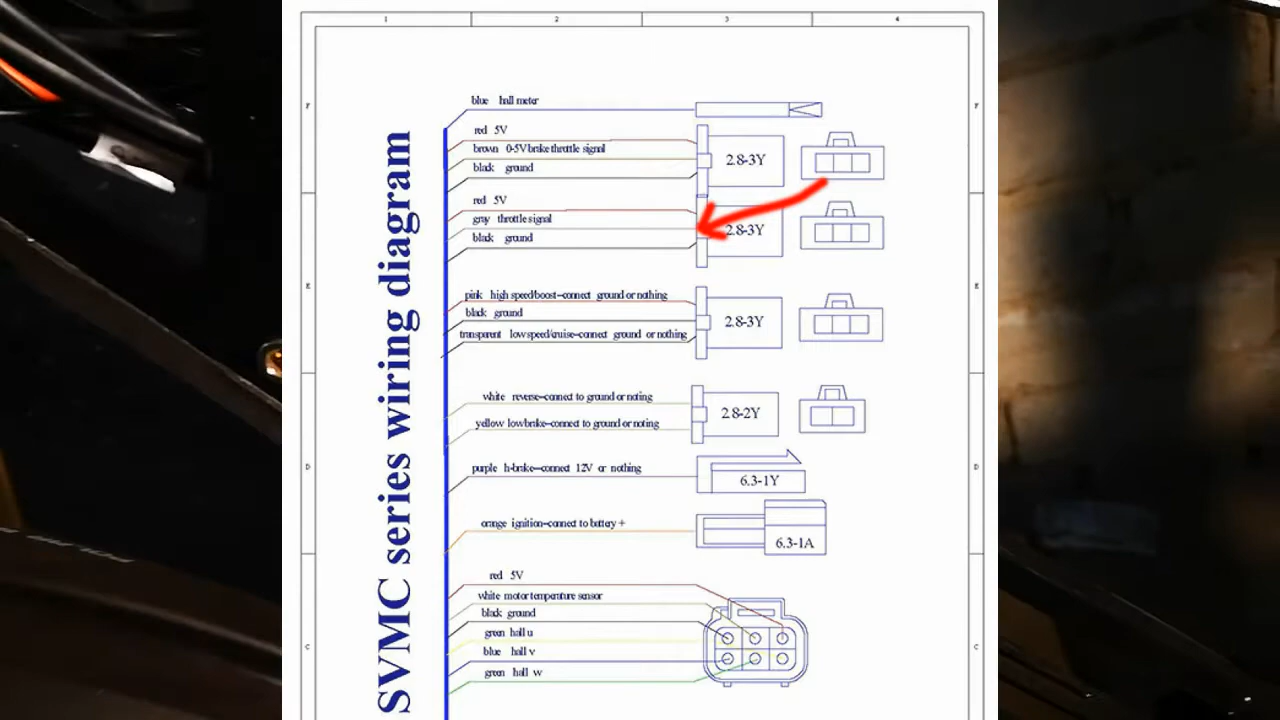 1 2 3 4
F F
blue hall meter
red 5V
brown 0-5V brake throttle signal
2.8-3Y
black ground
red 5V
gray throttle signal
2.8-3Y
black ground
E E
pink high speed/boost--connect ground or nothing
black ground
2.8-3Y
transparent low speed/cruise--connect ground or nothing
white reverse--connect to ground or noting
2.8-2Y
yellow lowbrake--connect to ground or noting
D D
purple h-brake--connect 12V or nothing
6.3-1Y
orange ignition--connect to battery +
6.3-1A
red 5V
white motor temperature sensor
black ground
green hall u
C C
blue hall v
green hall w
SVMC series wiring diagram